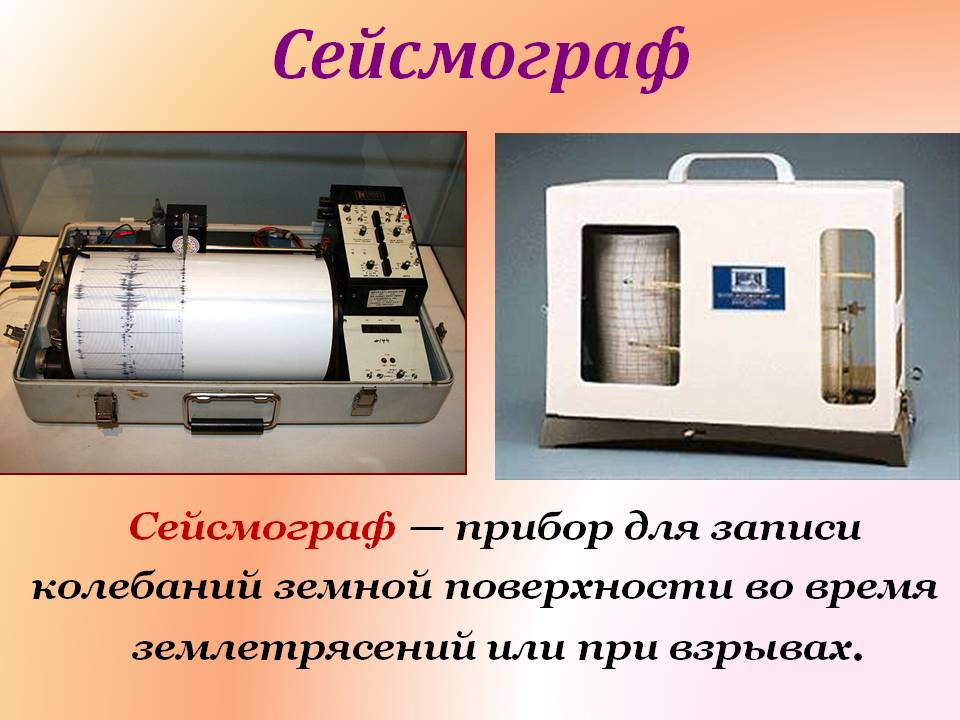 Сейсмограф
Сейсмограф — прибор для записи
колебаний земной поверхности во время
землетрясений или при взрывах.